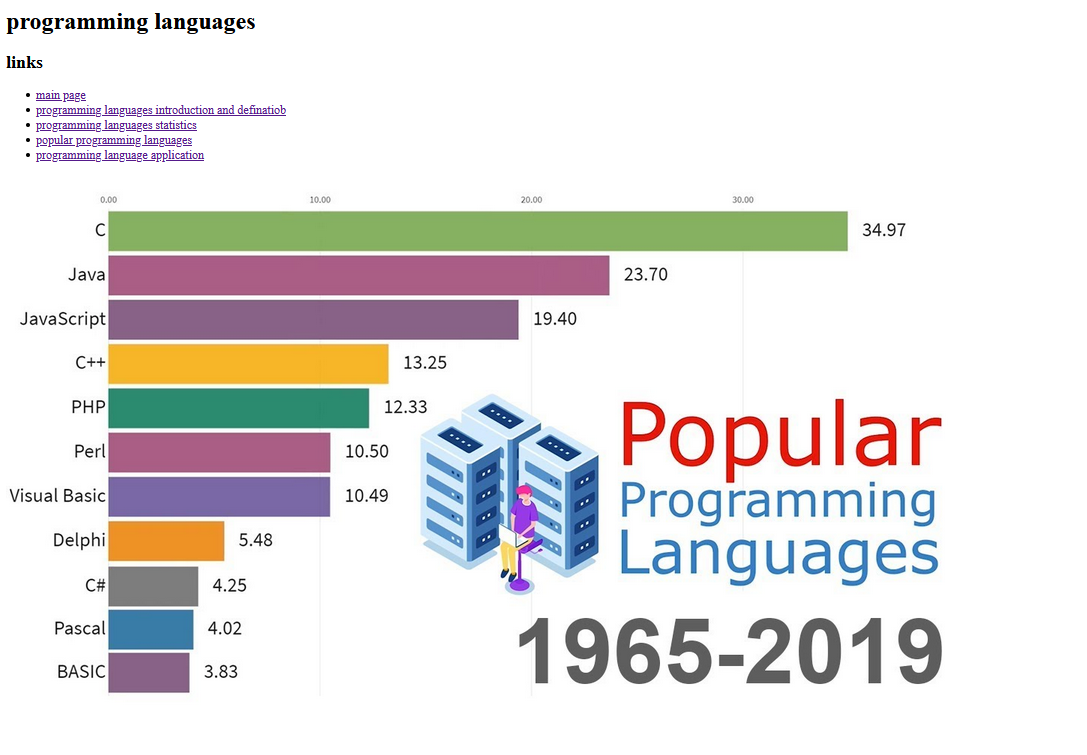 programming languages
links
main page
programming languages introduction and definatiob
programming languages statistics
popular programming languages
programming language application
0.00 10.00 20.00 30.00
C 34.97
Java 23.70
JavaScript 19.40
C++ 13.25
PHP 12.33
Perl 10.50
Visual Basic 10.49
Delphi 5.48
C# 4.25
Pascal 4.02
BASIC 3.83
Popular
Programming
Languages
1965-2019